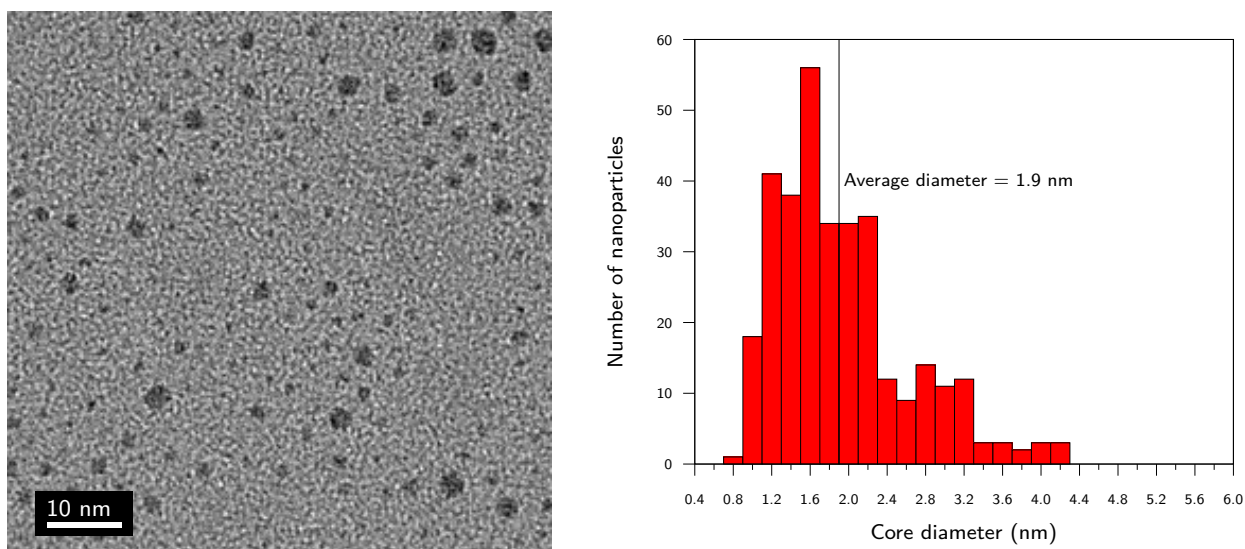 10 nm
60
50
40
30
20
10
0
Number of nanoparticles
Average diameter = 1.9 nm
0.4 0.8 1.2 1.6 2.0 2.4 2.8 3.2 3.6 4.0 4.4 4.8 5.2 5.6 6.0
Core diameter (nm)